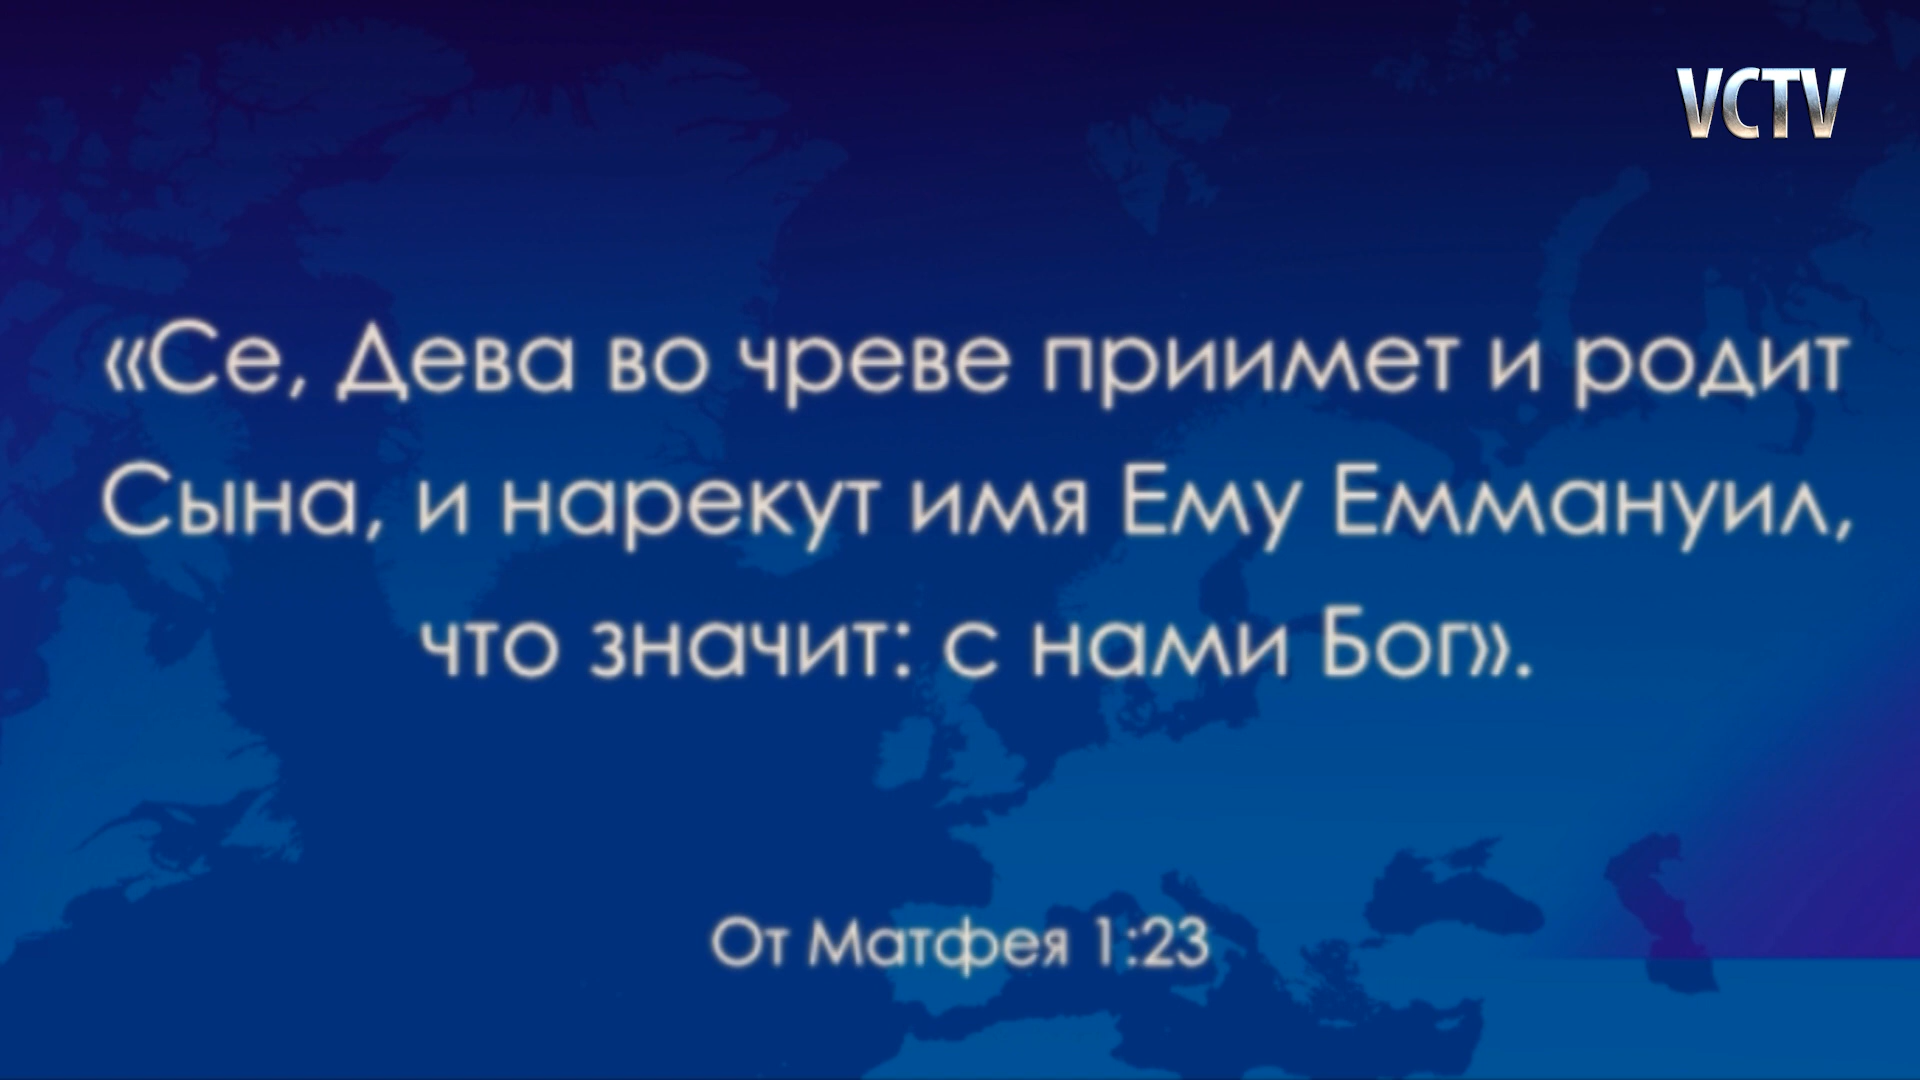 VCTV
«Се, Дева во чреве приимет и родит
Сына, и нарекут имя Ему Еммануил,
что значит: с нами Бог».
От Матфея 1:23